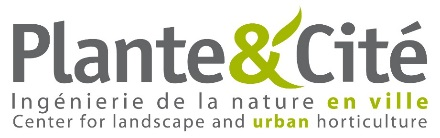 Plante&Cité
Ingénierie de la nature en ville
Center for landscape and urban horticulture